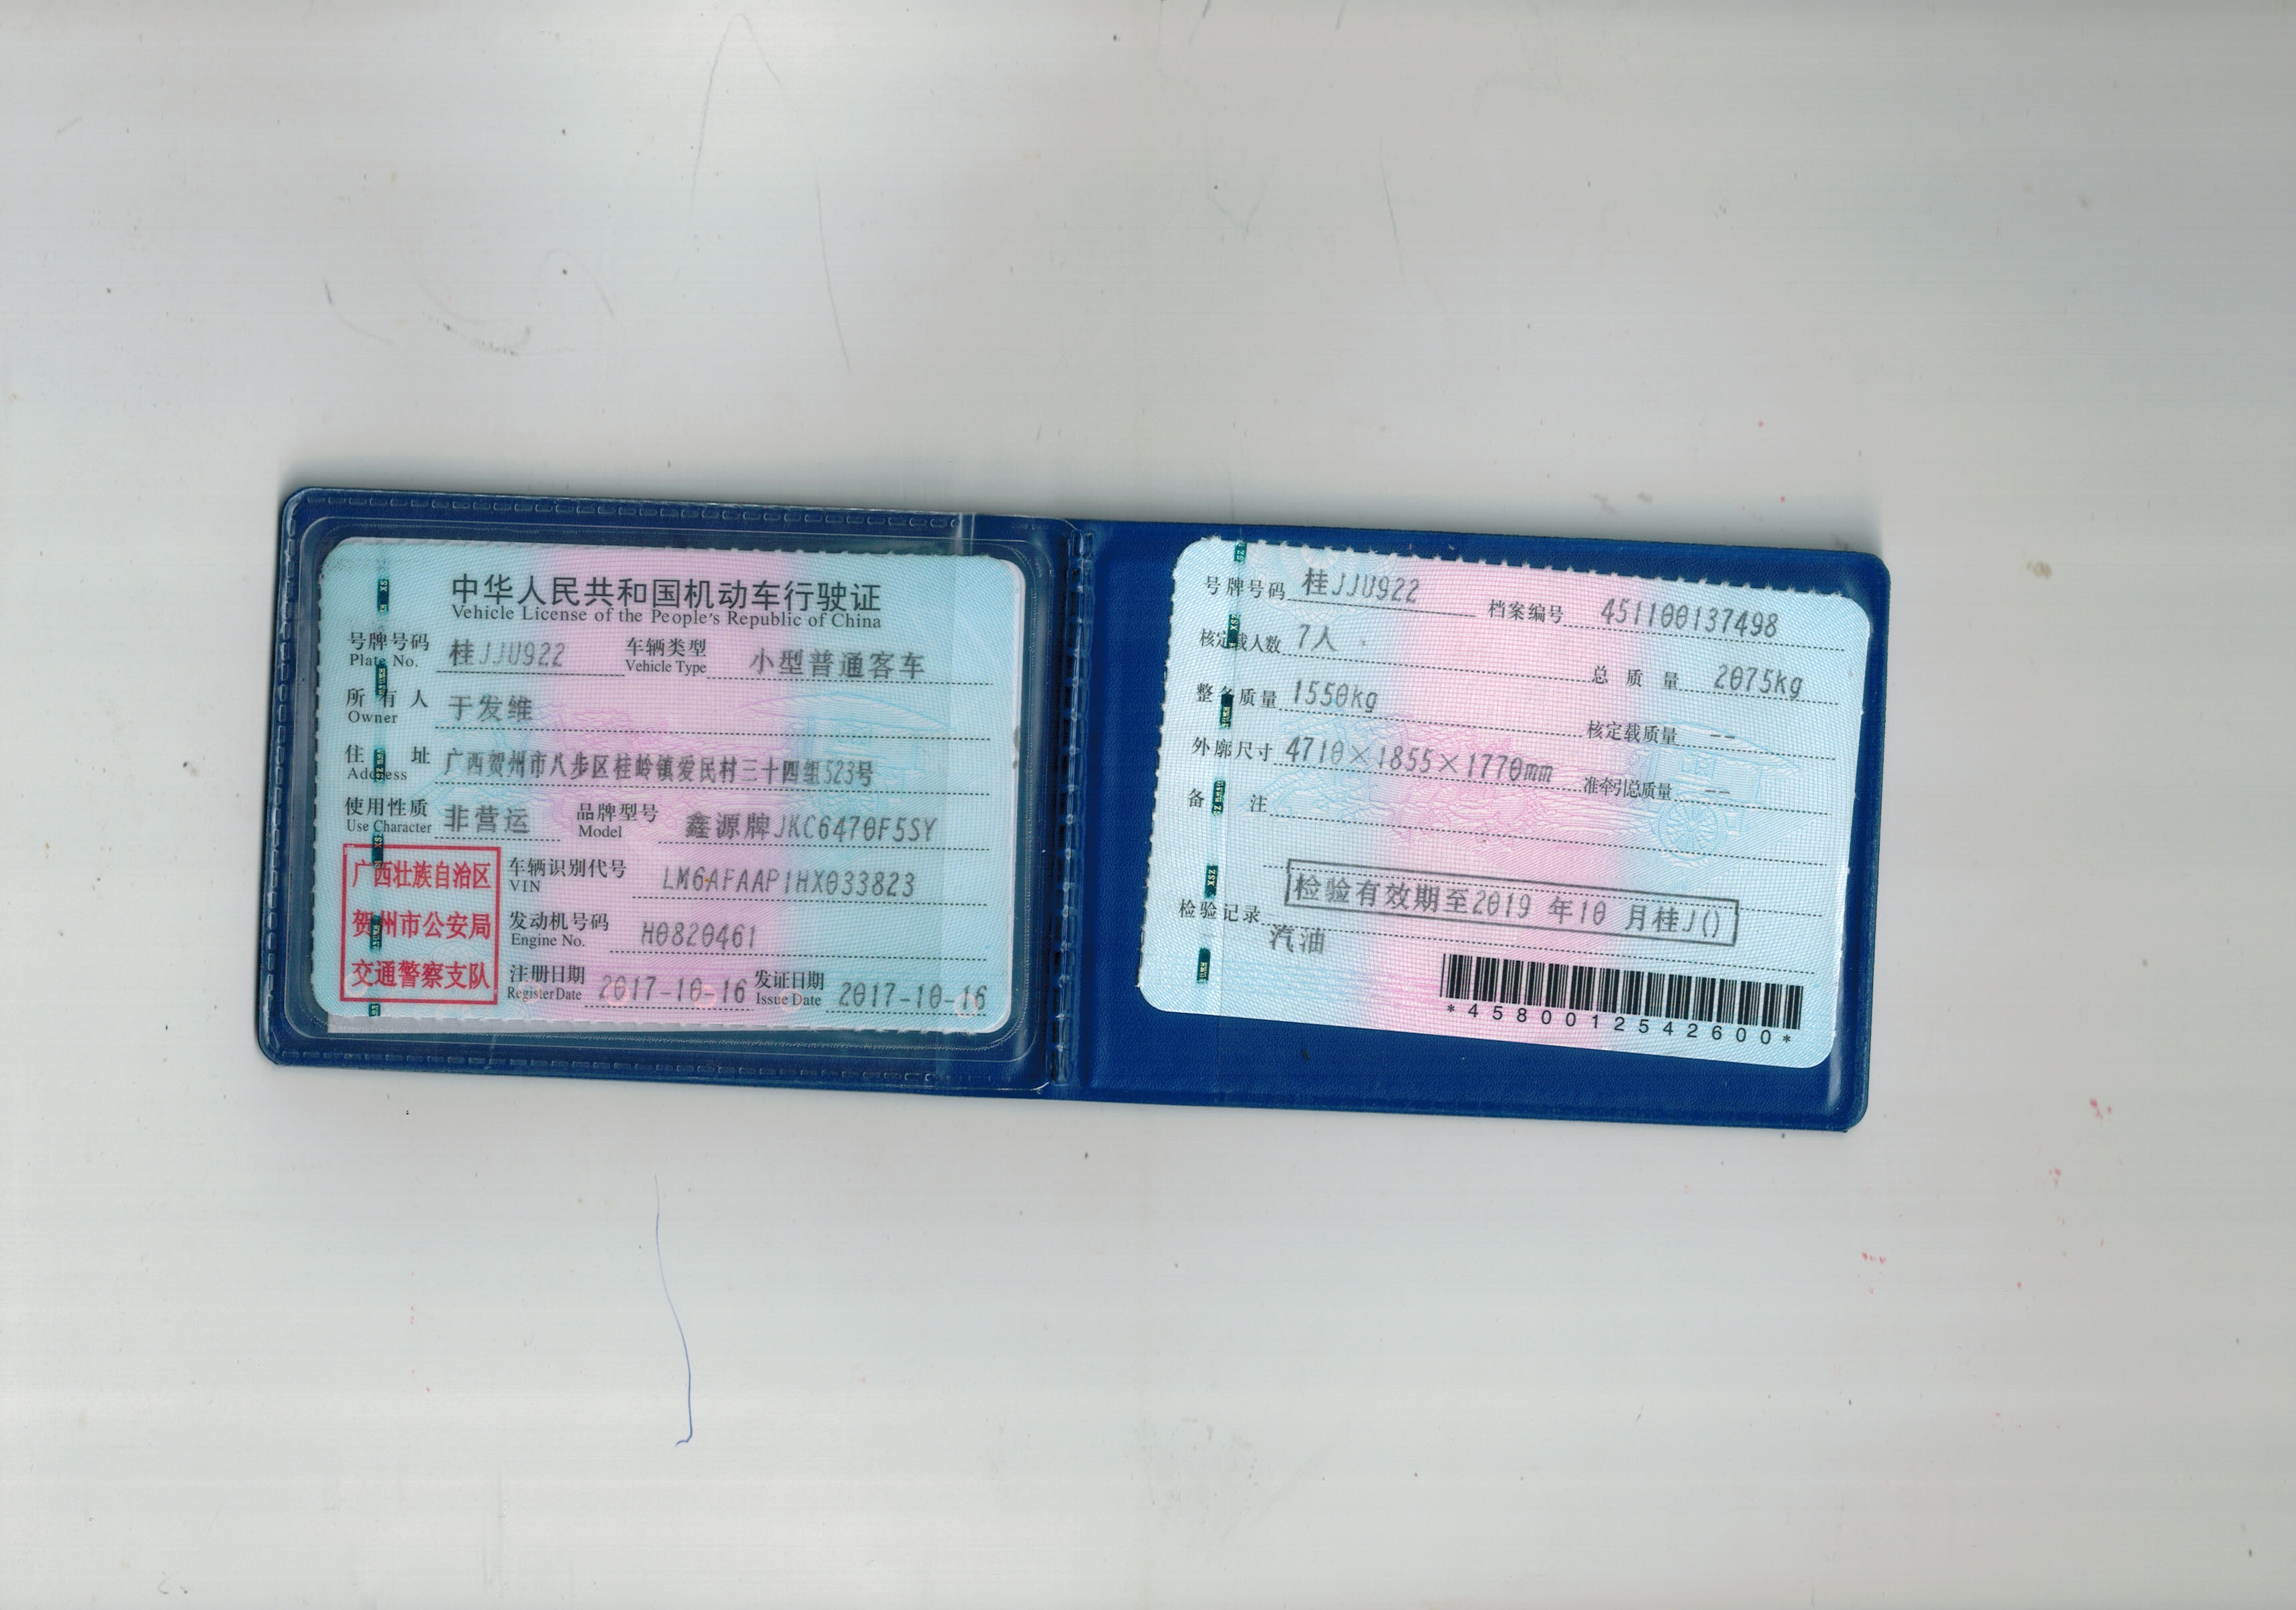 中华人民共和国机动车行驶证
Vehicle License of the People's Republic of China
号牌号码 桂JJU922 车辆类型 小型普通客车
Plate No. Vehicle Type
所有人 于发维
Owner
住址 广西贺州市八步区桂岭镇爱民村三十四组523号
Address
使用性质 非营运 品牌型号 鑫源牌JKC6470F5SY
Use Character Model
广西壮族自治区
贺州市公安局
交通警察支队
车辆识别代号 LM6AFAAP1HX033823
VIN
发动机号码 H0820461
Engine No.
注册日期 2017-10-16 发证日期 2017-10-16
Register Date Issue Date
号牌号码 桂JJU922 档案编号 451100137498
核定载人数 7人 总质量 2075kg
整备质量 1550kg 核定载质量 --
外廓尺寸 4710×1855×1770mm 准牵引总质量 --
备注
检验记录 检验有效期至2019年10月桂J()
汽油
*4580012542600*